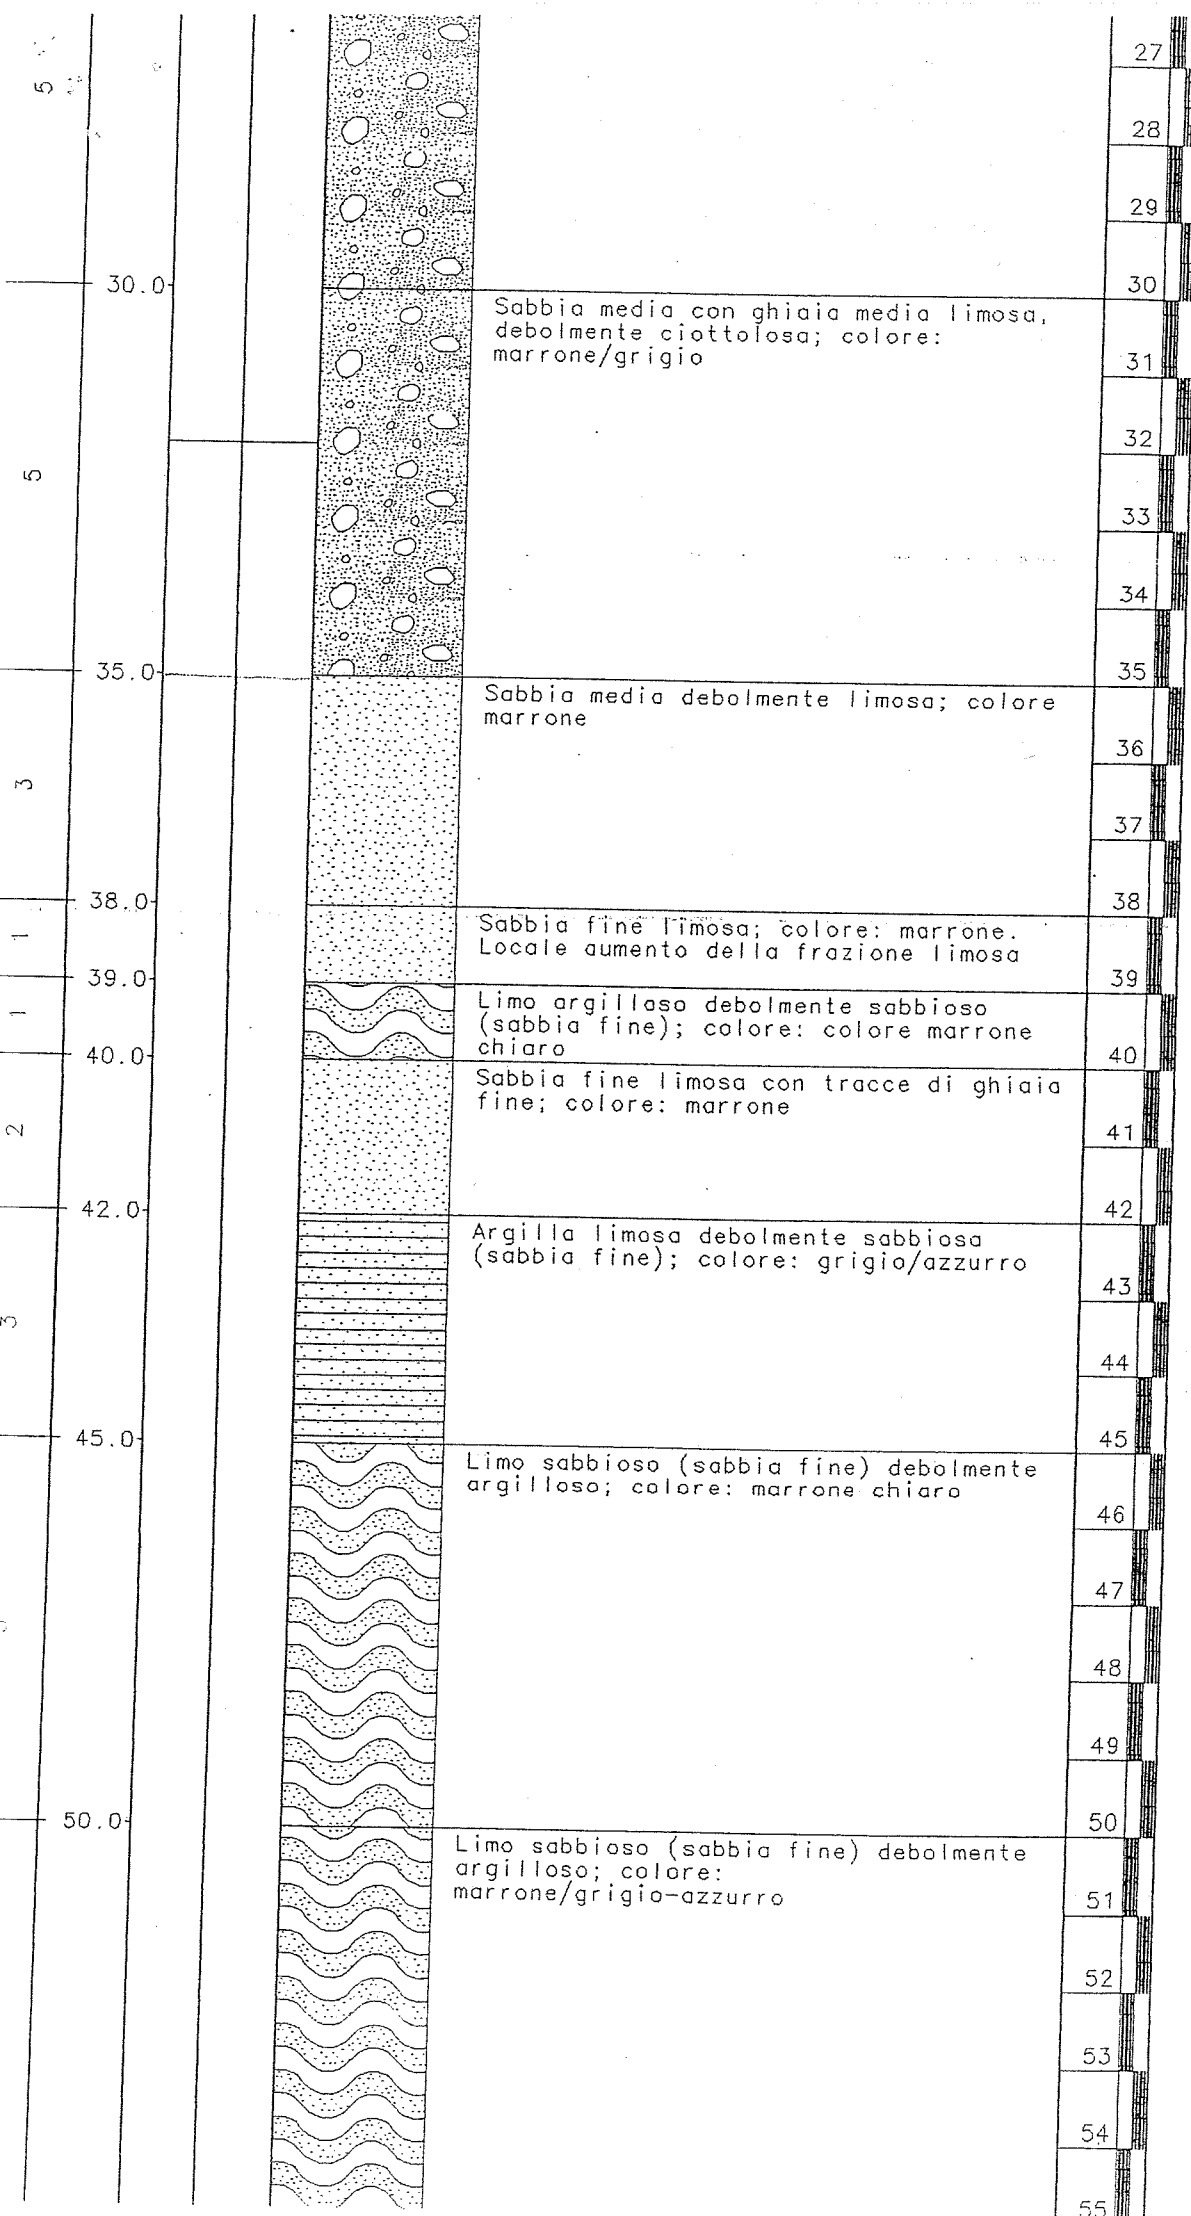 27
5
28
29
30.0
30
Sabbia media con ghiaia media limosa,
debolmente ciottolosa; colore:
marrone/grigio
31
32
5
33
34
35.0
35
Sabbia media debolmente limosa; colore
marrone
36
3
37
38.0
38
Sabbia fine limosa; colore: marrone.
Locale aumento della frazione limosa
1
39.0
39
Limo argilloso debolmente sabbioso
(sabbia fine); colore: colore marrone
chiaro
1
40.0
40
Sabbia fine limosa con tracce di ghiaia
fine; colore: marrone
2
41
42.0
42
Argilla limosa debolmente sabbiosa
(sabbia fine); colore: grigio/azzurro
43
3
44
45.0
45
Limo sabbioso (sabbia fine) debolmente
argilloso; colore: marrone chiaro
46
47
48
49
50.0
50
Limo sabbioso (sabbia fine) debolmente
argilloso; colore:
marrone/grigio-azzurro
51
52
53
54
55